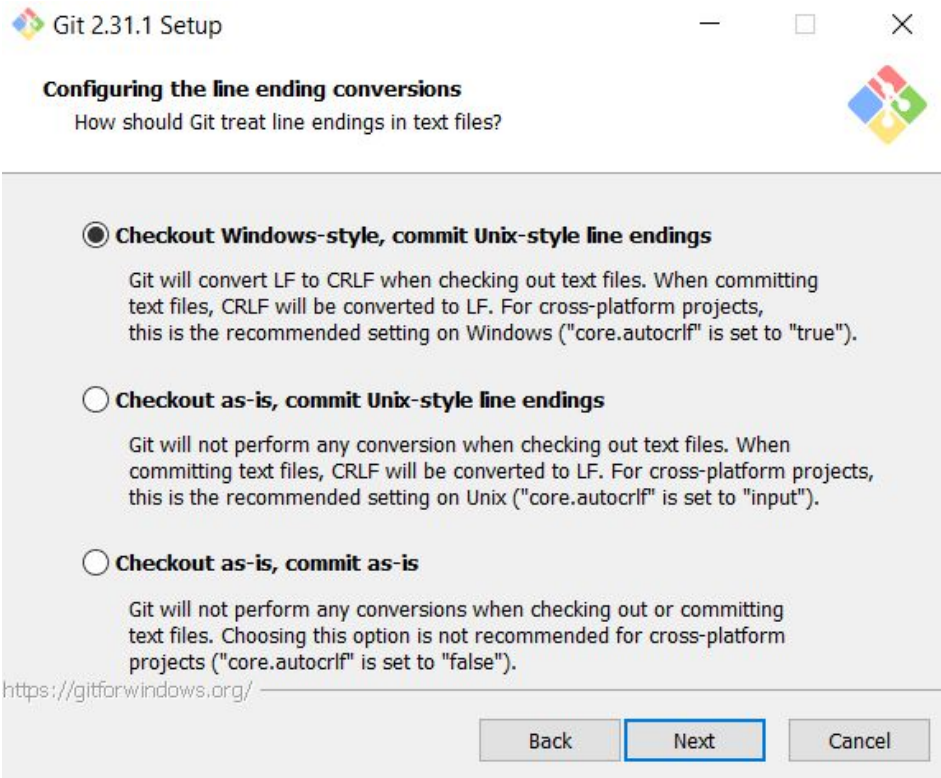 Git 2.31.1 Setup
Configuring the line ending conversions
How should Git treat line endings in text files?
Checkout Windows-style, commit Unix-style line endings
Git will convert LF to CRLF when checking out text files. When committing
text files, CRLF will be converted to LF. For cross-platform projects,
this is the recommended setting on Windows ("core.autocrlf" is set to "true").
Checkout as-is, commit Unix-style line endings
Git will not perform any conversion when checking out text files. When
committing text files, CRLF will be converted to LF. For cross-platform projects,
this is the recommended setting on Unix ("core.autocrlf" is set to "input").
Checkout as-is, commit as-is
Git will not perform any conversions when checking out or committing
text files. Choosing this option is not recommended for cross-platform
projects ("core.autocrlf" is set to "false").
https://gitforwindows.org/
Back Next Cancel